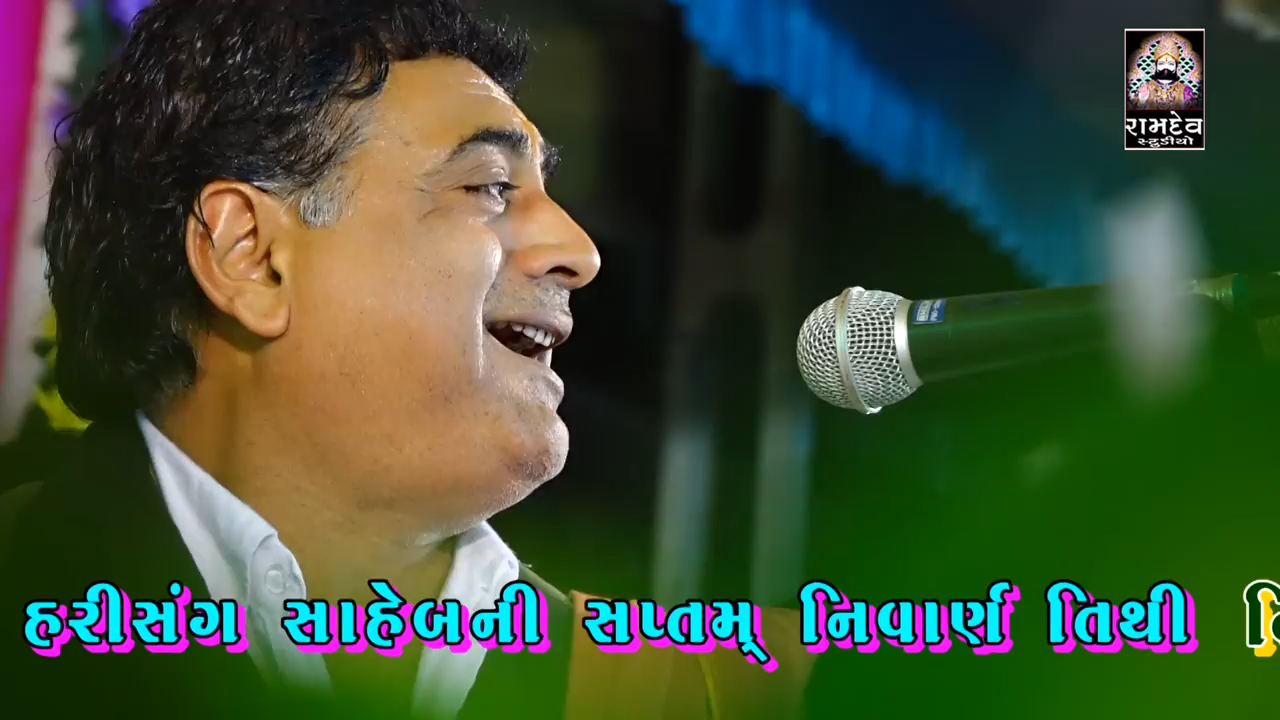 રામદેવ
સ્ટુડીયો
હરીસંગ સાહેબની સપ્તમ્ નિવાર્ણ તિથી